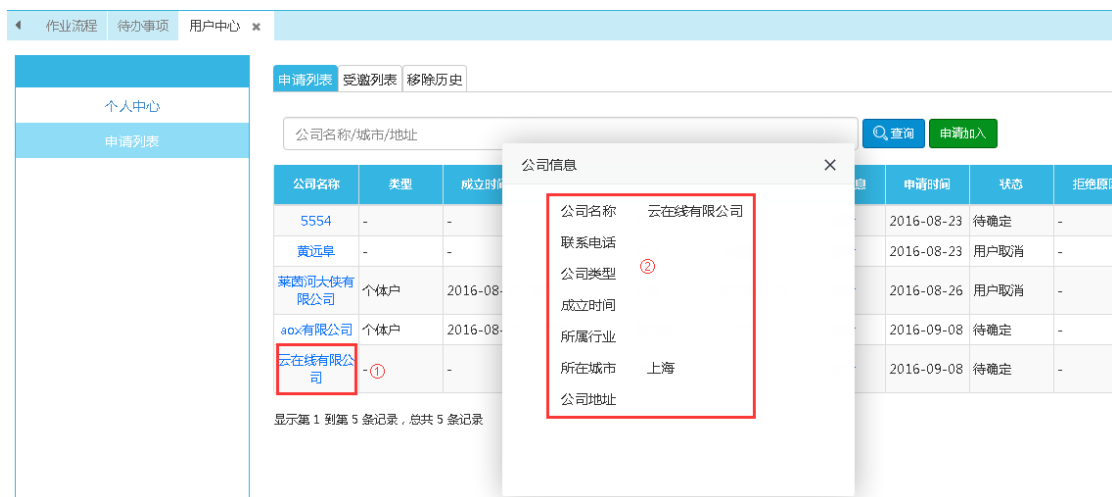 作业流程 待办事项 用户中心
个人中心
申请列表
申请列表 受邀列表 移除历史
公司名称/城市/地址 查询 申请加入
公司信息
公司名称 类型 成立时 息 申请时间 状态 拒绝原
5554 - - 2016-08-23 待确定 -
黄远阜 - - 2016-08-23 用户取消 -
莱茵河大侠有
限公司 个体户 2016-08- 2016-08-26 用户取消 -
aox有限公司 个体户 2016-08- 2016-09-08 待确定 -
云在线有限公
司 -① - 2016-09-08 待确定 -
显示第 1 到第 5 条记录，总共 5 条记录
公司名称 云在线有限公司
联系电话
公司类型 ②
成立时间
所属行业
所在城市 上海
公司地址